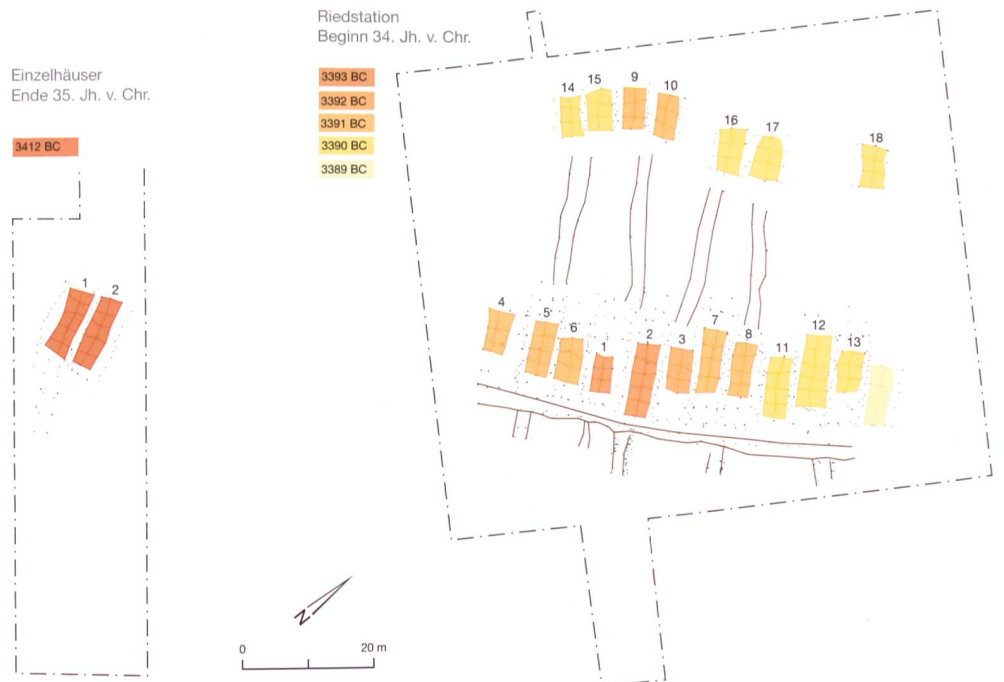 Einzelhäuser
Ende 35. Jh. v. Chr.
3412 BC
1 2
Riedstation
Beginn 34. Jh. v. Chr.
3393 BC
3392 BC
3391 BC
3390 BC
3389 BC
14 15 9 10
16 17
18
4 5 6 1 2 3 7 8 11 12 13
N
0 20 m